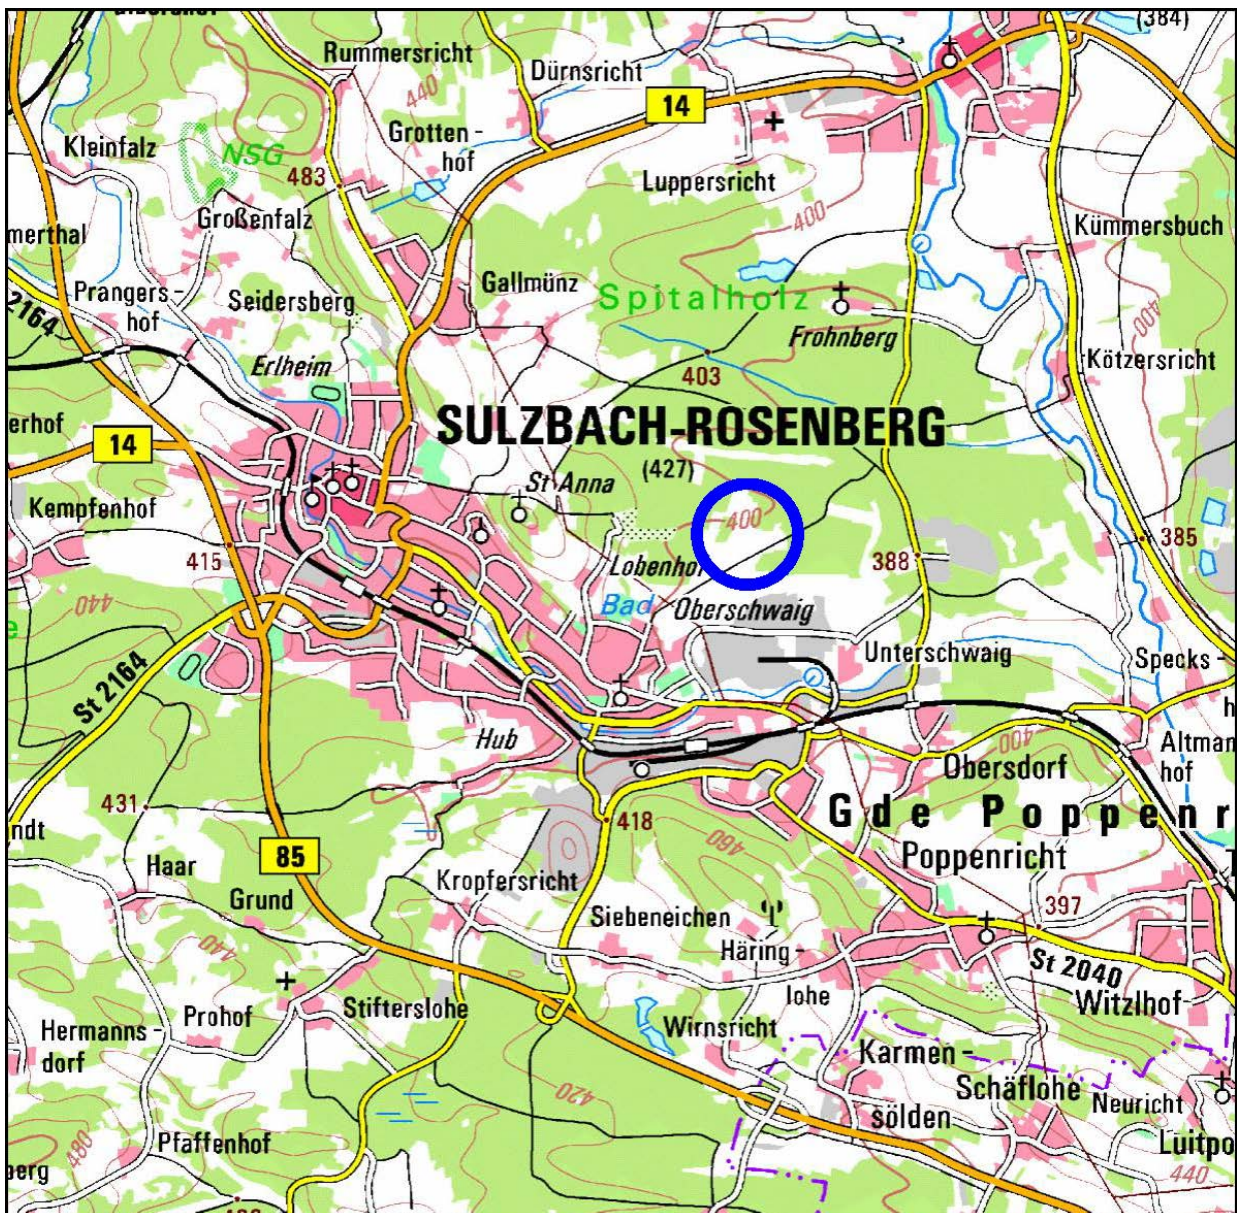 (384)
Rummersricht
Dürnsricht
440
14
Kleinfalz
NSG
Grotten-
hof
483
Luppersricht
Großenfalz
400
merthal
Kümmersbuch
Gallmünz
Prangers-
hof
Seidersberg
Spitalholz
2164
400
Frohnberg
Erlheim
403
Kötzersricht
erhof
SULZBACH-ROSENBERG
14
(427)
St Anna
Kempfenhof
400
415
388
385
Lobenhof
440
Bad
Oberschwaig
e
Unterschwaig
Specks-
h
St 2164
Hub
400
Altman
hof
Obersdorf
431
418
Gde Poppenr
ndt
460
85
Poppenricht
T
Haar
Kropfersricht
Grund
Siebeneichen
397
440
Häring-
lohe
St 2040
Prohof
Stifterslohe
Witzlhof
Hermanns-
dorf
Wirnsricht
Karmen-
sölden
Schäflohe
420
Neuricht
480
Pfaffenhof
Luitpo
berg
440